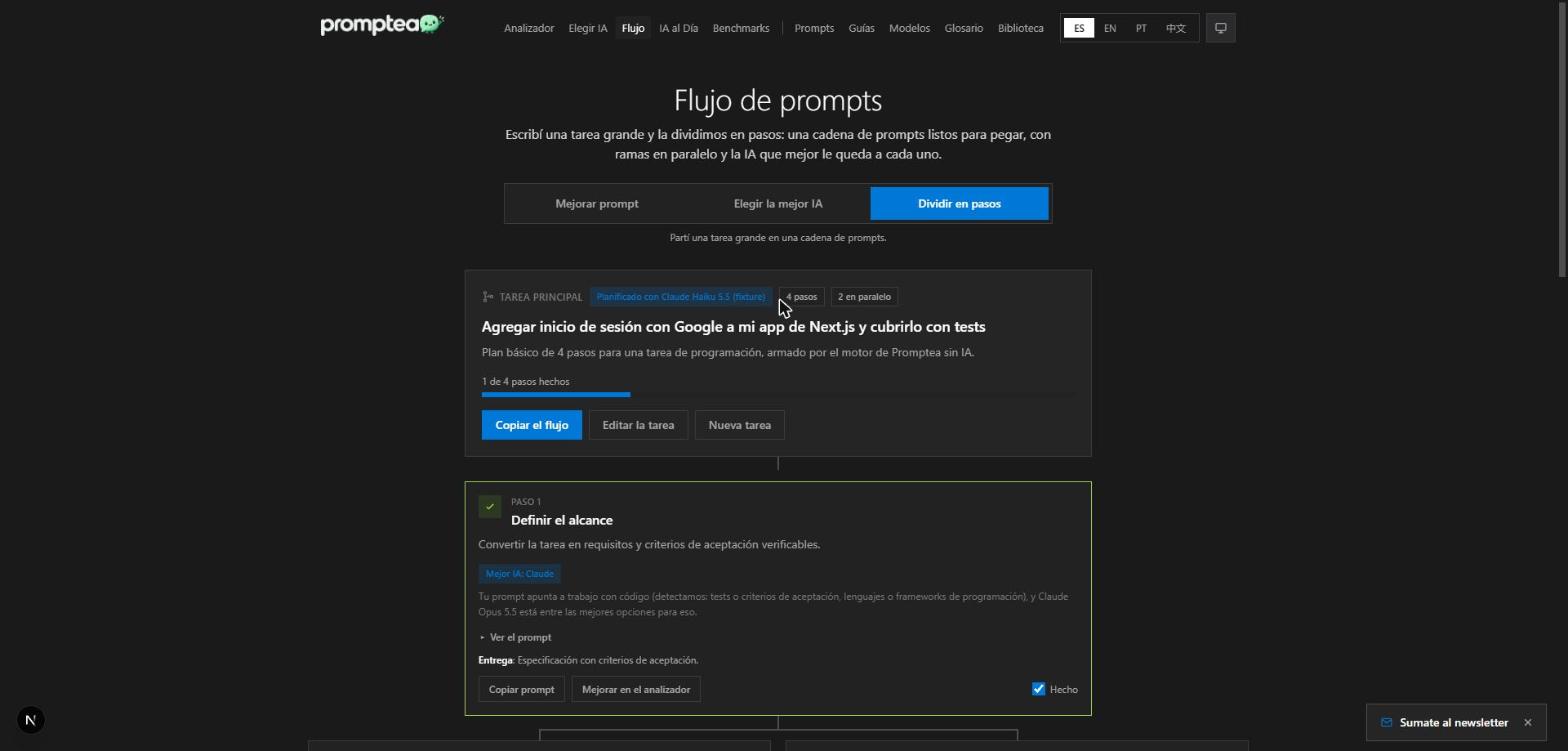 promptea
Analizador Elegir IA Flujo IA al Día Benchmarks Prompts Guías Modelos Glosario Biblioteca ES EN PT 中文
Flujo de prompts
Escribí una tarea grande y la dividimos en pasos: una cadena de prompts listos para pegar, con
ramas en paralelo y la IA que mejor le queda a cada uno.
Mejorar prompt Elegir la mejor IA Dividir en pasos
Partí una tarea grande en una cadena de prompts.
TAREA PRINCIPAL Planificado con Claude Haiku 5.5 (fixture) 4 pasos 2 en paralelo
Agregar inicio de sesión con Google a mi app de Next.js y cubrirlo con tests
Plan básico de 4 pasos para una tarea de programación, armado por el motor de Promptea sin IA.
1 de 4 pasos hechos
Copiar el flujo Editar la tarea Nueva tarea
PASO 1
Definir el alcance
Convertir la tarea en requisitos y criterios de aceptación verificables.
Mejor IA: Claude
Tu prompt apunta a trabajo con código (detectamos: tests o criterios de aceptación, lenguajes o frameworks de programación), y Claude
Opus 5.5 está entre las mejores opciones para eso.
Ver el prompt
Entrega: Especificación con criterios de aceptación.
Copiar prompt Mejorar en el analizador Hecho
N
Sumate al newsletter